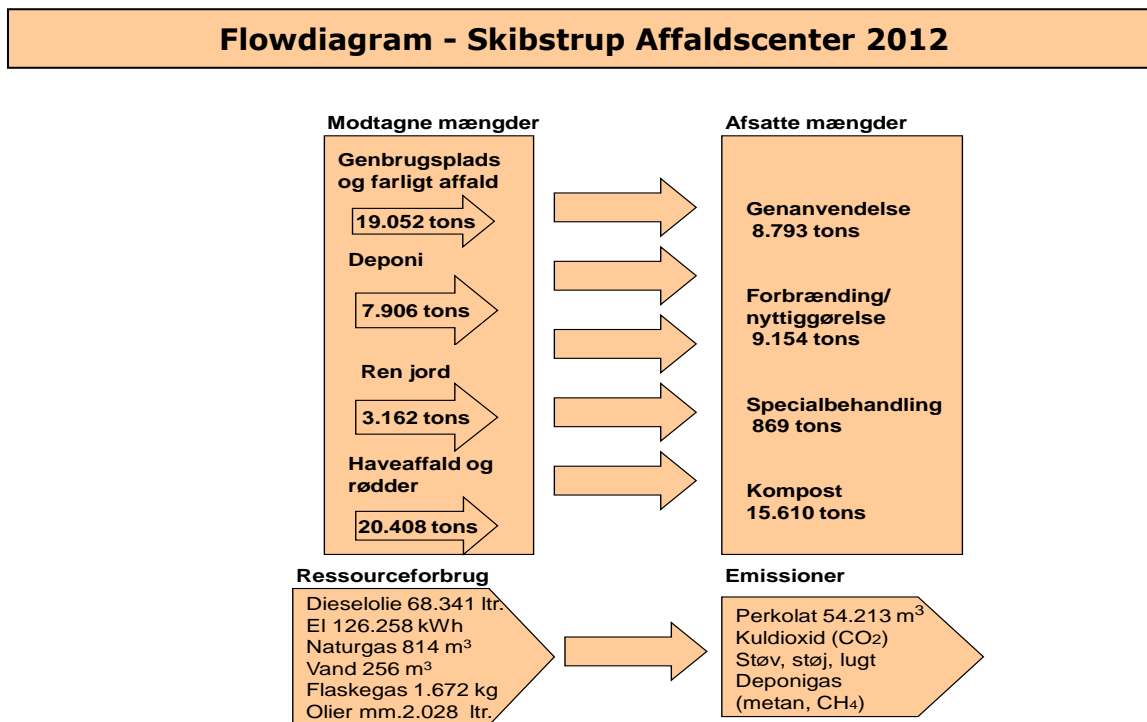 Flowdiagram - Skibstrup Affaldscenter 2012
Modtagne mængder
Genbrugsplads
og farligt affald
19.052 tons
Deponi
7.906 tons
Ren jord
3.162 tons
Haveaffald og
rødder
20.408 tons
Afsatte mængder
Genanvendelse
8.793 tons
Forbrænding/
nyttiggørelse
9.154 tons
Specialbehandling
869 tons
Kompost
15.610 tons
Ressourceforbrug
Dieselolie 68.341 ltr.
El 126.258 kWh
Naturgas 814 m³
Vand 256 m³
Flaskegas 1.672 kg
Olier mm.2.028 ltr.
Emissioner
Perkolat 54.213 m³
Kuldioxid (CO₂)
Støv, støj, lugt
Deponigas
(metan, CH₄)